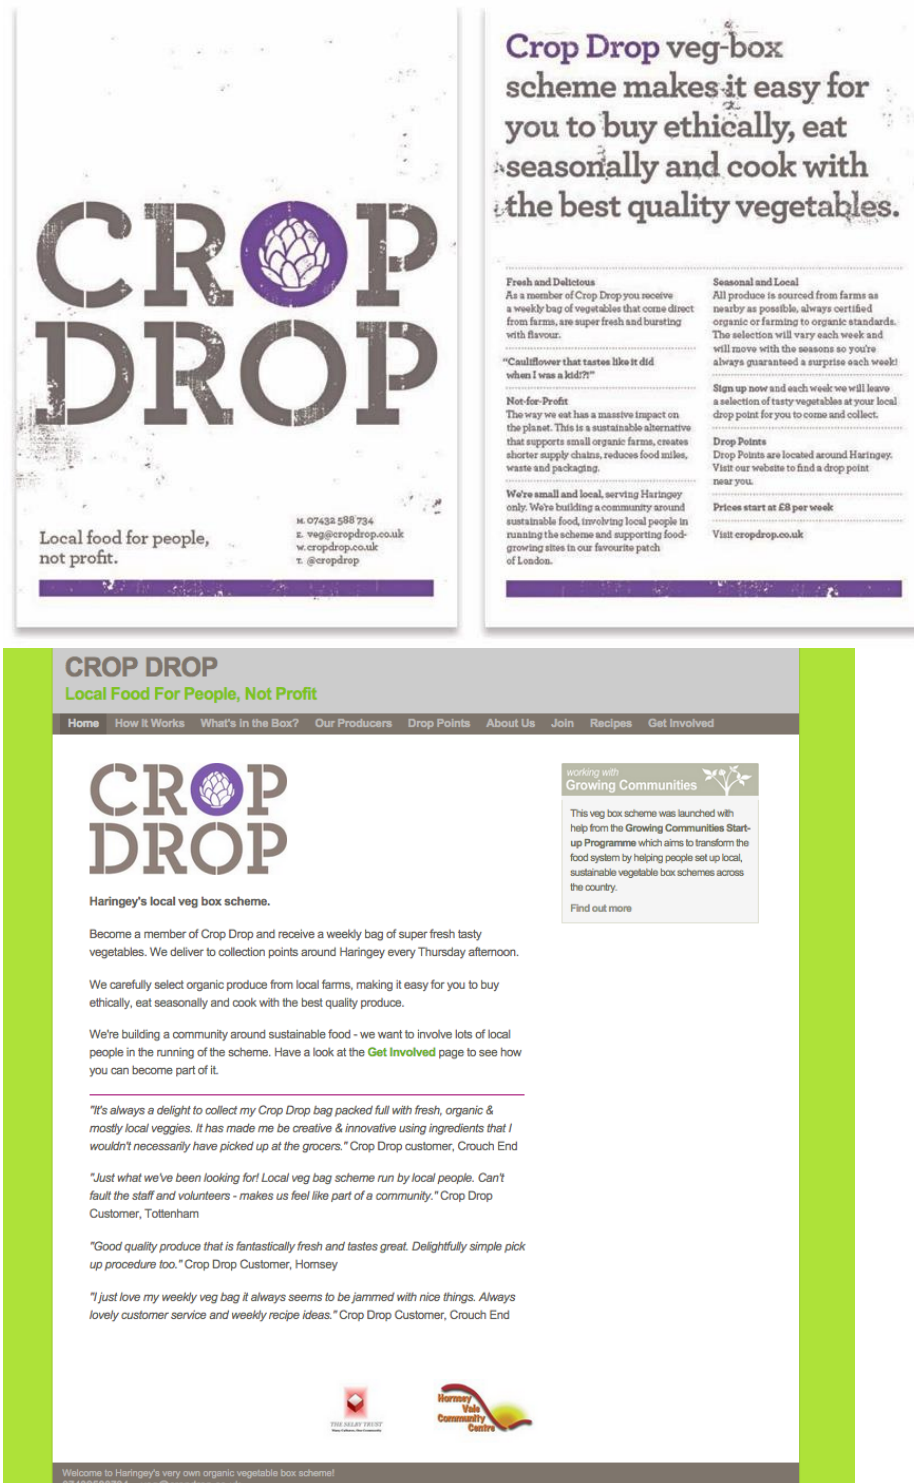 CROP
DROP
Local food for people,
not profit.
M. 07432 588 734
E. veg@cropdrop.co.uk
w. cropdrop.co.uk
T. @cropdrop
Crop Drop veg-box
scheme makes it easy for
you to buy ethically, eat
seasonally and cook with
the best quality vegetables.
Fresh and Delicious
As a member of Crop Drop you receive
a weekly bag of vegetables that come direct
from farms, are super fresh and bursting
with flavour.
"Cauliflower that tastes like it did
when I was a kid!?!"
Not-for-Profit
The way we eat has a massive impact on
the planet. This is a sustainable alternative
that supports small organic farms, creates
shorter supply chains, reduces food miles,
waste and packaging.
We're small and local, serving Haringey
only. We're building a community around
sustainable food, involving local people in
running the scheme and supporting food-
growing sites in our favourite patch
of London.
Seasonal and Local
All produce is sourced from farms as
nearby as possible, always certified
organic or farming to organic standards.
The selection will vary each week and
will move with the seasons so you're
always guaranteed a surprise each week!
Sign up now and each week we will leave
a selection of tasty vegetables at your local
drop point for you to come and collect.
Drop Points
Drop Points are located around Haringey.
Visit our website to find a drop point
near you.
Prices start at £8 per week
Visit cropdrop.co.uk
CROP DROP
Local Food For People, Not Profit
Home How It Works What's in the Box? Our Producers Drop Points About Us Join Recipes Get Involved
CROP
DROP
Haringey's local veg box scheme.
Become a member of Crop Drop and receive a weekly bag of super fresh tasty
vegetables. We deliver to collection points around Haringey every Thursday afternoon.
We carefully select organic produce from local farms, making it easy for you to buy
ethically, eat seasonally and cook with the best quality produce.
We're building a community around sustainable food - we want to involve lots of local
people in the running of the scheme. Have a look at the Get Involved page to see how
you can become part of it.
"It's always a delight to collect my Crop Drop bag packed full with fresh, organic &
mostly local veggies. It has made me be creative & innovative using ingredients that I
wouldn't necessarily have picked up at the grocers." Crop Drop customer, Crouch End
"Just what we've been looking for! Local veg bag scheme run by local people. Can't
fault the staff and volunteers - makes us feel like part of a community." Crop Drop
Customer, Tottenham
"Good quality produce that is fantastically fresh and tastes great. Delightfully simple pick
up procedure too." Crop Drop Customer, Hornsey
"I just love my weekly veg bag it always seems to be jammed with nice things. Always
lovely customer service and weekly recipe ideas." Crop Drop Customer, Crouch End
working with
Growing Communities
This veg box scheme was launched with
help from the Growing Communities Start-
up Programme which aims to transform the
food system by helping people set up local,
sustainable vegetable box schemes across
the country.
Find out more
THE SELBY TRUST
Many Cultures, One Community
Hornsey
Vale
Community
Centre
Welcome to Haringey's very own organic vegetable box scheme!